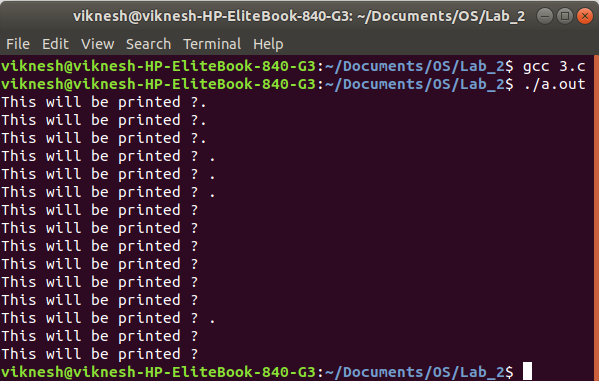 viknesh@viknesh-HP-EliteBook-840-G3: ~/Documents/OS/Lab_2
File Edit View Search Terminal Help
viknesh@viknesh-HP-EliteBook-840-G3:~/Documents/OS/Lab_2$ gcc 3.c
viknesh@viknesh-HP-EliteBook-840-G3:~/Documents/OS/Lab_2$ ./a.out
This will be printed ?.
This will be printed ?.
This will be printed ?.
This will be printed ? .
This will be printed ? .
This will be printed ? .
This will be printed ?
This will be printed ?
This will be printed ?
This will be printed ?
This will be printed ?
This will be printed ?
This will be printed ? .
This will be printed ?
This will be printed ?
viknesh@viknesh-HP-EliteBook-840-G3:~/Documents/OS/Lab_2$